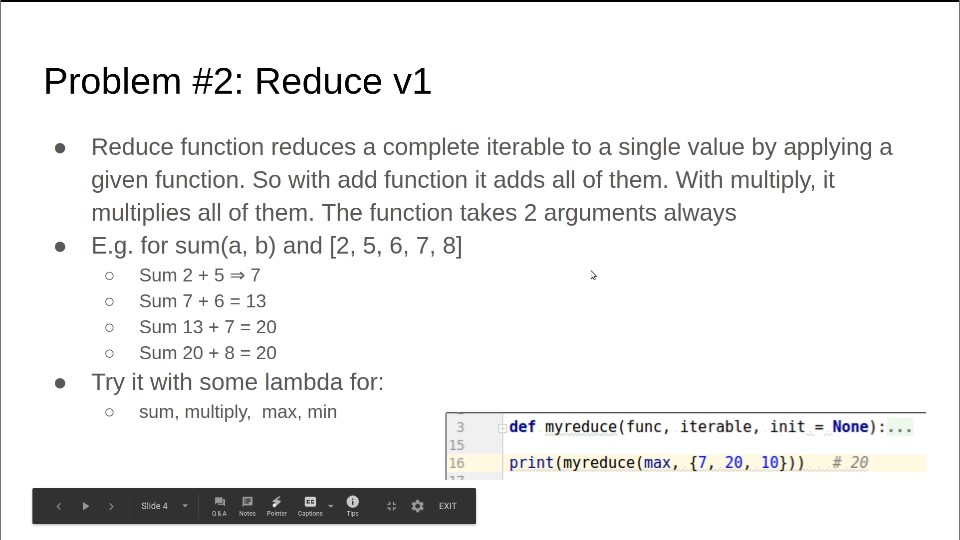 Problem #2: Reduce v1
● Reduce function reduces a complete iterable to a single value by applying a
given function. So with add function it adds all of them. With multiply, it
multiplies all of them. The function takes 2 arguments always
● E.g. for sum(a, b) and [2, 5, 6, 7, 8]
○ Sum 2 + 5 ⇒ 7
○ Sum 7 + 6 = 13
○ Sum 13 + 7 = 20
○ Sum 20 + 8 = 20
● Try it with some lambda for:
○ sum, multiply, max, min
3 def myreduce(func, iterable, init = None):...
15
16 print(myreduce(max, {7, 20, 10})) # 20
17
Slide 4 Q&A Notes Pointer Captions Tips EXIT